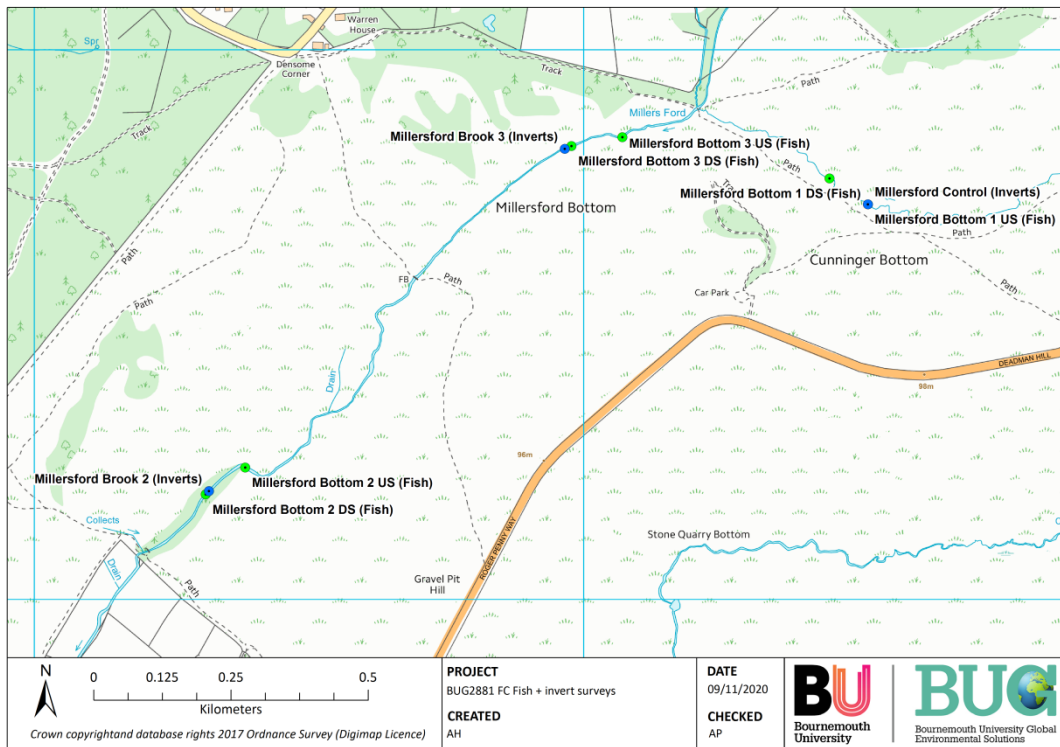 Warren
House
Spr
Densome
Corner
Track
Path
Track
Millers Ford
Millersford Brook 3 (Inverts)
Millersford Bottom 3 US (Fish)
Millersford Bottom 3 DS (Fish)
Path
Track
Millersford Bottom 1 DS (Fish)
Millersford Control (Inverts)
Millersford Bottom 1 US (Fish)
Millersford Bottom
Path
Path
Cunninger Bottom
Path
FB
Path
Path
Car Park
Drain
DEADMAN HILL
98m
96m
Millersford Brook 2 (Inverts)
Millersford Bottom 2 US (Fish)
Millersford Bottom 2 DS (Fish)
Collects
Stone Quarry Bottom
Drain
Path
Gravel Pit
Hill
ROGER PENNY WAY
N
0 0.125 0.25 0.5
Kilometers
Crown copyrightand database rights 2017 Ordnance Survey (Digimap Licence)
PROJECT
BUG2881 FC Fish + invert surveys
CREATED
AH
DATE
09/11/2020
CHECKED
AP
BU
Bournemouth
University
BUG
Bournemouth University Global
Environmental Solutions